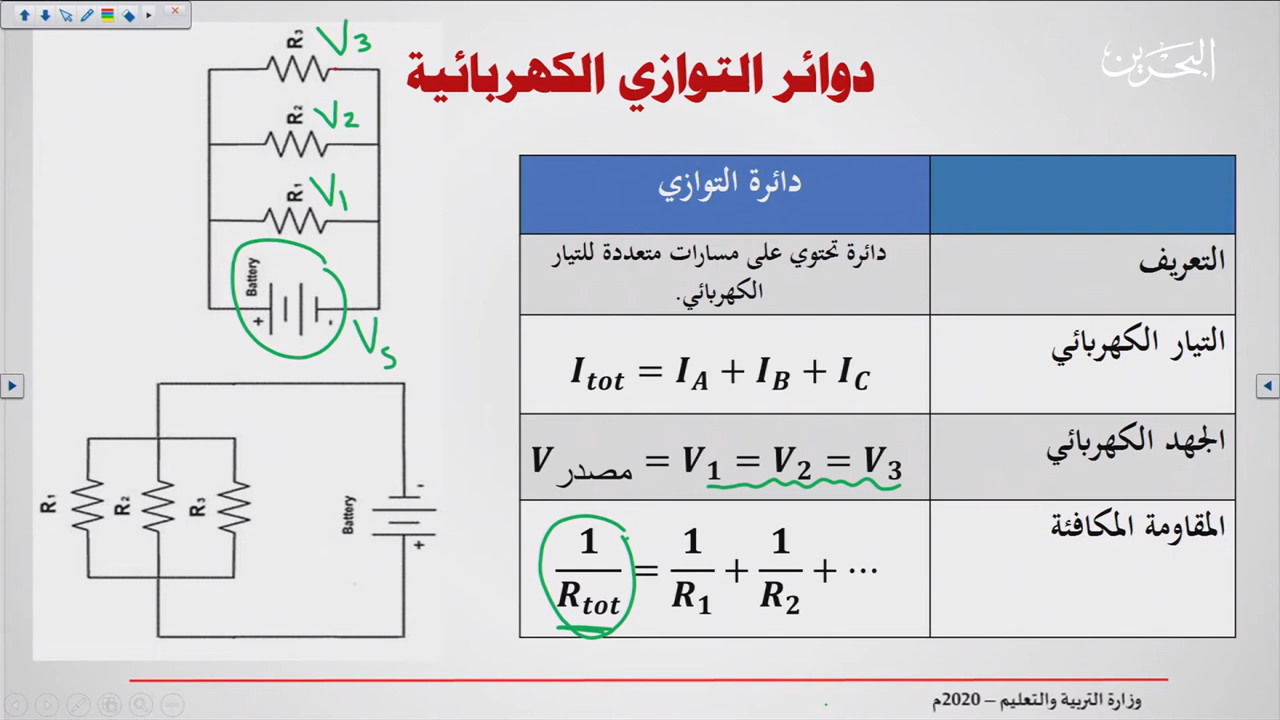 البحرين
دوائر التوازي الكهربائية
دائرة التوازي
التعريف
دائرة تحتوي على مسارات متعددة للتيار
الكهربائي.
التيار الكهربائي
I_tot = I_A + I_B + I_C
الجهد الكهربائي
V مصدر = V_1 = V_2 = V_3
المقاومة المكافئة
1/R_tot = 1/R_1 + 1/R_2 + ⋯
R₃ V3
R₂ V2
R₁ V1
Battery
+ -
Vs
R₁ R₂ R₃
Battery
- +
وزارة التربية والتعليم – 2020م